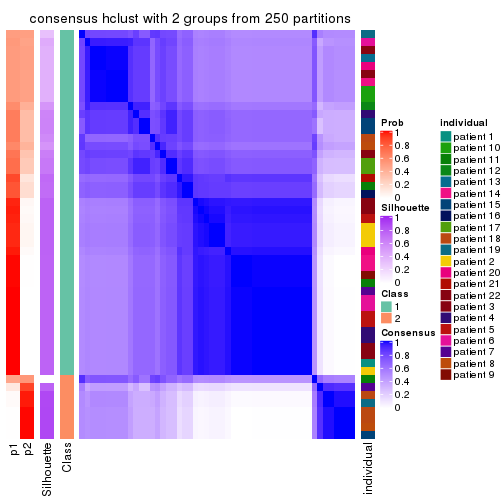 consensus hclust with 2 groups from 250 partitions
p1
p2
Silhouette
Class
individual
Prob
1
0.8
0.6
0.4
0.2
0
Silhouette
1
0.8
0.6
0.4
0.2
0
Class
1
2
Consensus
1
0.8
0.6
0.4
0.2
0
individual
patient 1
patient 10
patient 11
patient 12
patient 13
patient 14
patient 15
patient 16
patient 17
patient 18
patient 19
patient 2
patient 20
patient 21
patient 22
patient 3
patient 4
patient 5
patient 6
patient 7
patient 8
patient 9